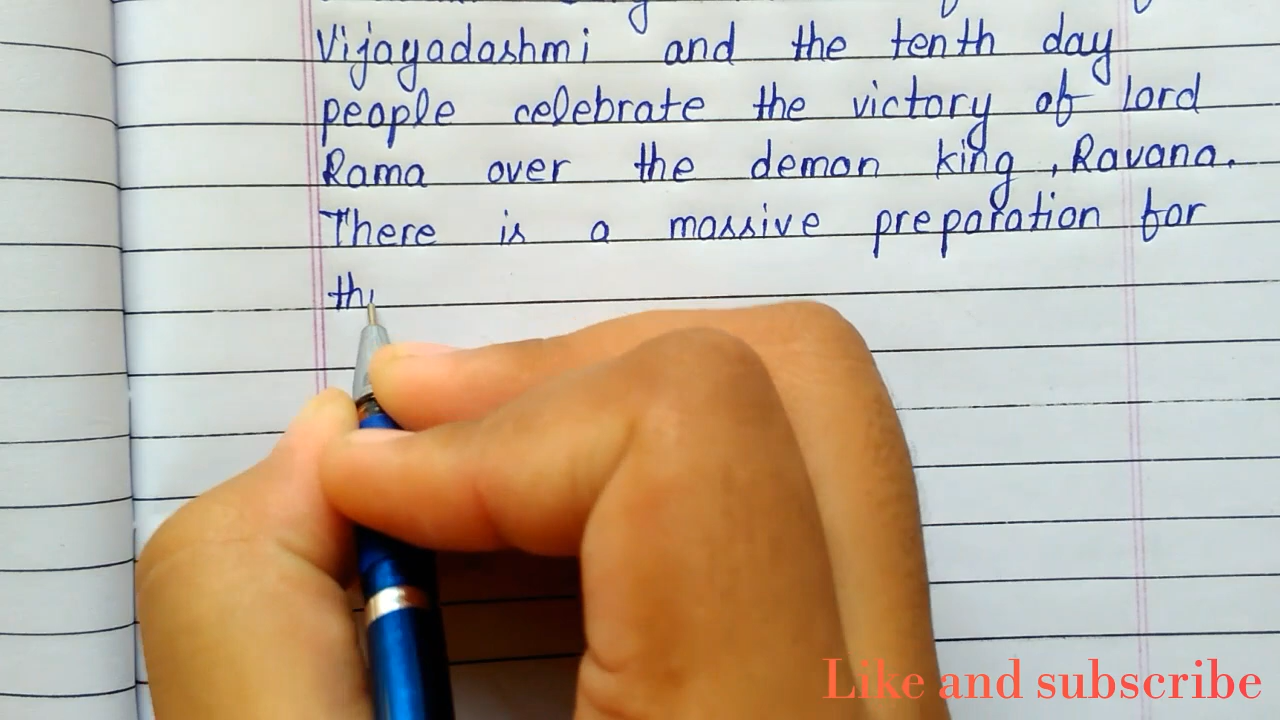 Vijayadashmi and the tenth day
people celebrate the victory of lord
Rama over the demon king , Ravana.
There is a massive preparation for
thi
Like and subscribe